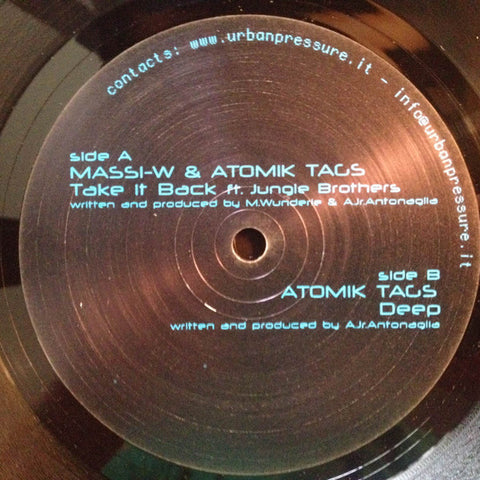 contacts: www.urbanpressure.it - info@urbanpressure.it
side A
MASSI-W & ATOMIK TAGS
Take It Back ft. Jungle Brothers
written and produced by M.Wunderle & A.Jr.Antonaglia
side B
ATOMIK TAGS
Deep
written and produced by A.Jr.Antonaglia